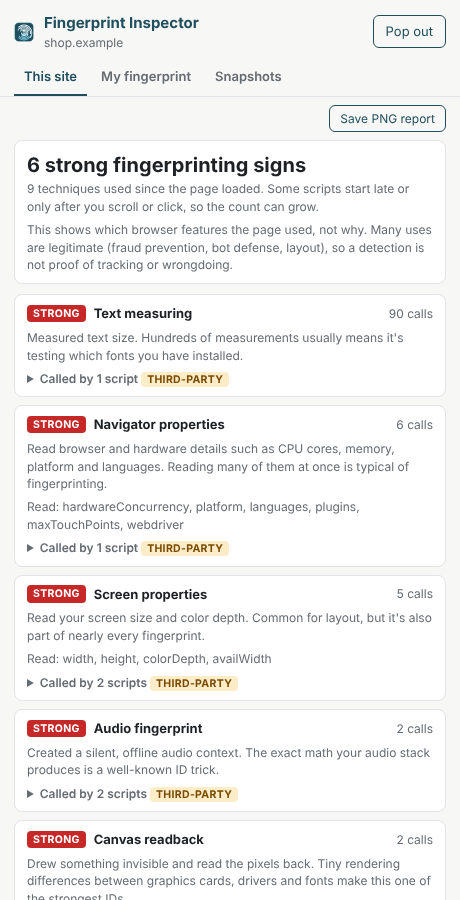 Fingerprint Inspector
shop.example
Pop out
This site
My fingerprint
Snapshots
Save PNG report
6 strong fingerprinting signs
9 techniques used since the page loaded. Some scripts start late or
only after you scroll or click, so the count can grow.
This shows which browser features the page used, not why. Many uses
are legitimate (fraud prevention, bot defense, layout), so a detection is
not proof of tracking or wrongdoing.
STRONG Text measuring 90 calls
Measured text size. Hundreds of measurements usually means it's
testing which fonts you have installed.
Called by 1 script THIRD-PARTY
STRONG Navigator properties 6 calls
Read browser and hardware details such as CPU cores, memory,
platform and languages. Reading many of them at once is typical of
fingerprinting.
Read: hardwareConcurrency, platform, languages, plugins,
maxTouchPoints, webdriver
Called by 1 script THIRD-PARTY
STRONG Screen properties 5 calls
Read your screen size and color depth. Common for layout, but it's also
part of nearly every fingerprint.
Read: width, height, colorDepth, availWidth
Called by 2 scripts THIRD-PARTY
STRONG Audio fingerprint 2 calls
Created a silent, offline audio context. The exact math your audio stack
produces is a well-known ID trick.
Called by 2 scripts THIRD-PARTY
STRONG Canvas readback 2 calls
Drew something invisible and read the pixels back. Tiny rendering
differences between graphics cards, drivers and fonts make this one of
the strongest IDs.